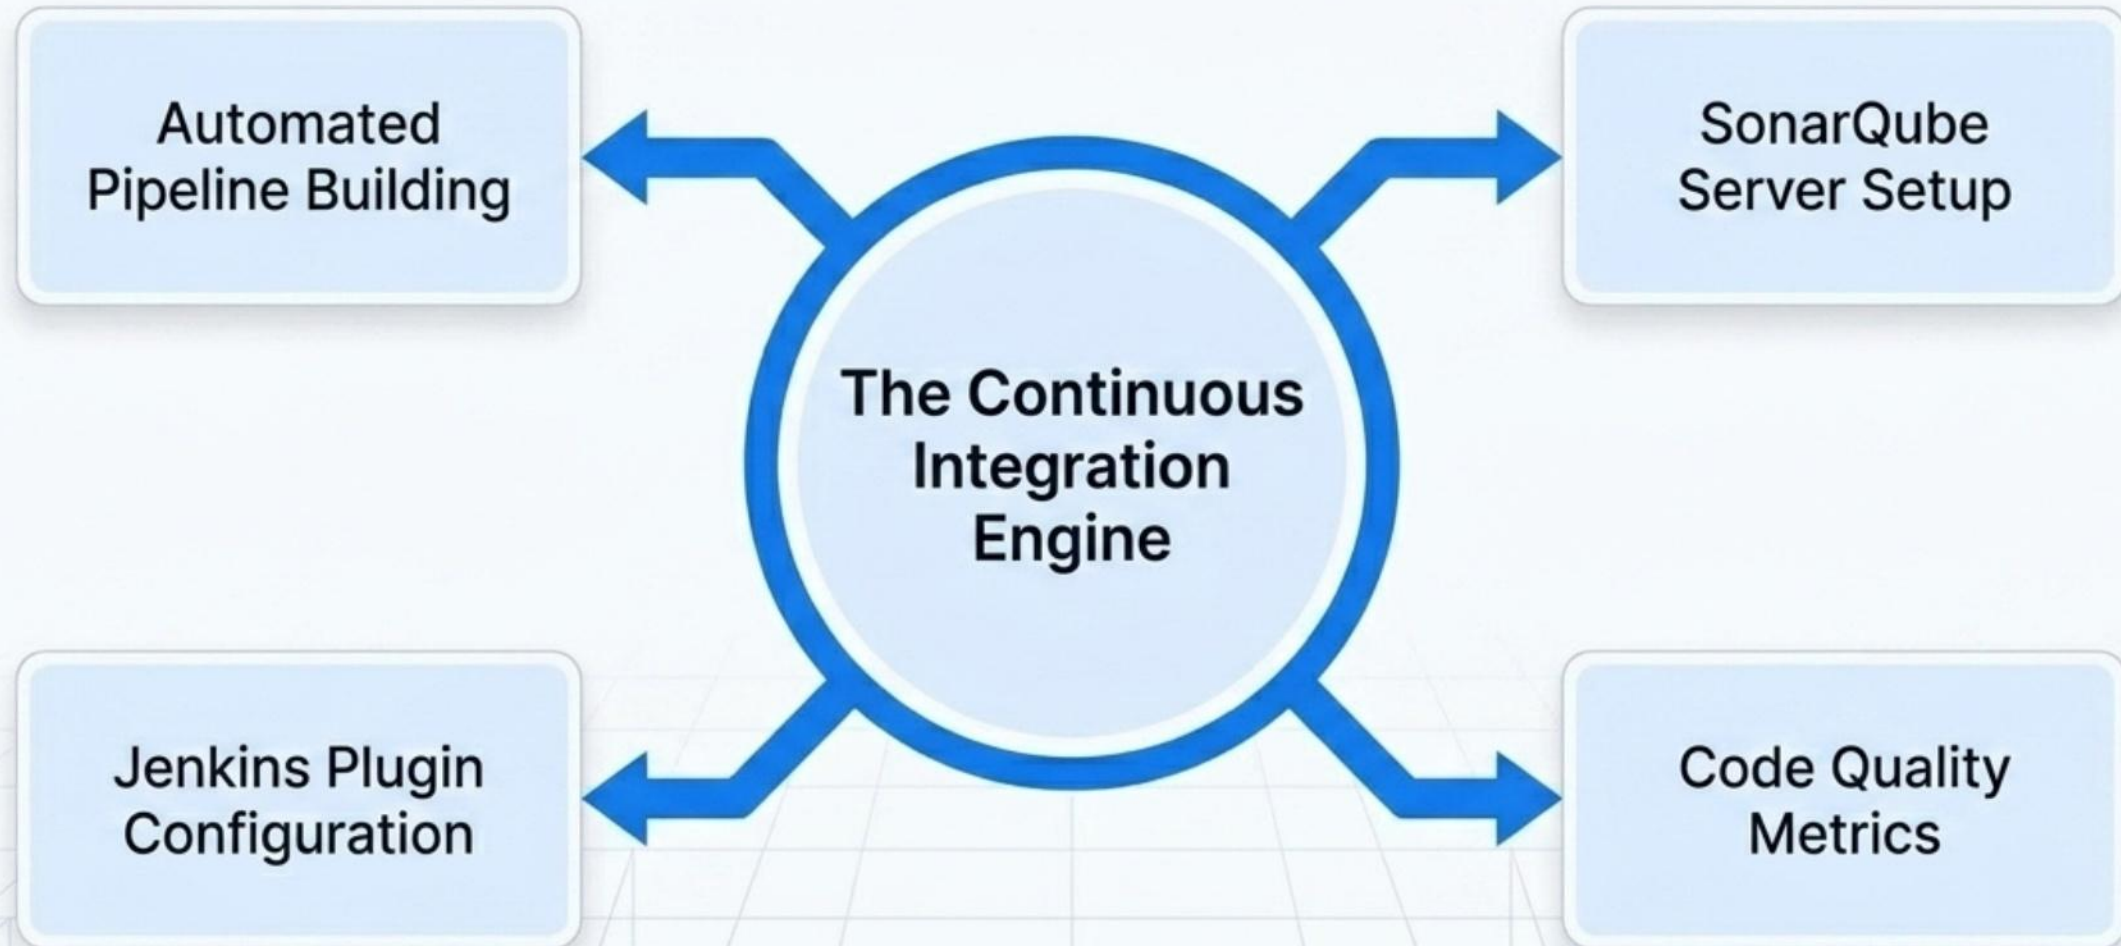 Automated
Pipeline Building
SonarQube
Server Setup
The Continuous
Integration
Engine
Jenkins Plugin
Configuration
Code Quality
Metrics